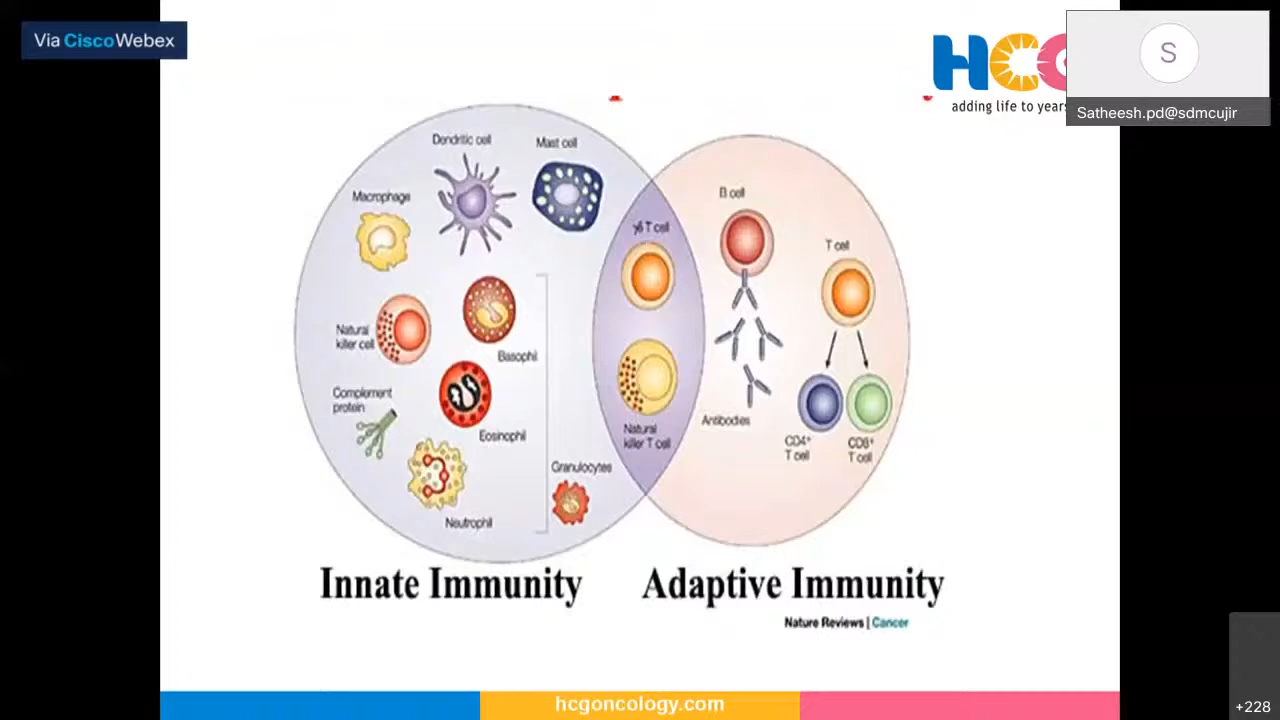 Via Cisco Webex
HCG
adding life to years
S
Satheesh.pd@sdmcujir
Dendritic cell
Mast cell
Macrophage
γδ T cell
B cell
T cell
Natural
killer cell
Basophil
Complement
protein
Eosinophil
Antibodies
Natural
killer T cell
CD4+
T cell
CD8+
T cell
Granulocytes
Neutrophil
Innate Immunity
Adaptive Immunity
Nature Reviews | Cancer
hcgoncology.com
+228